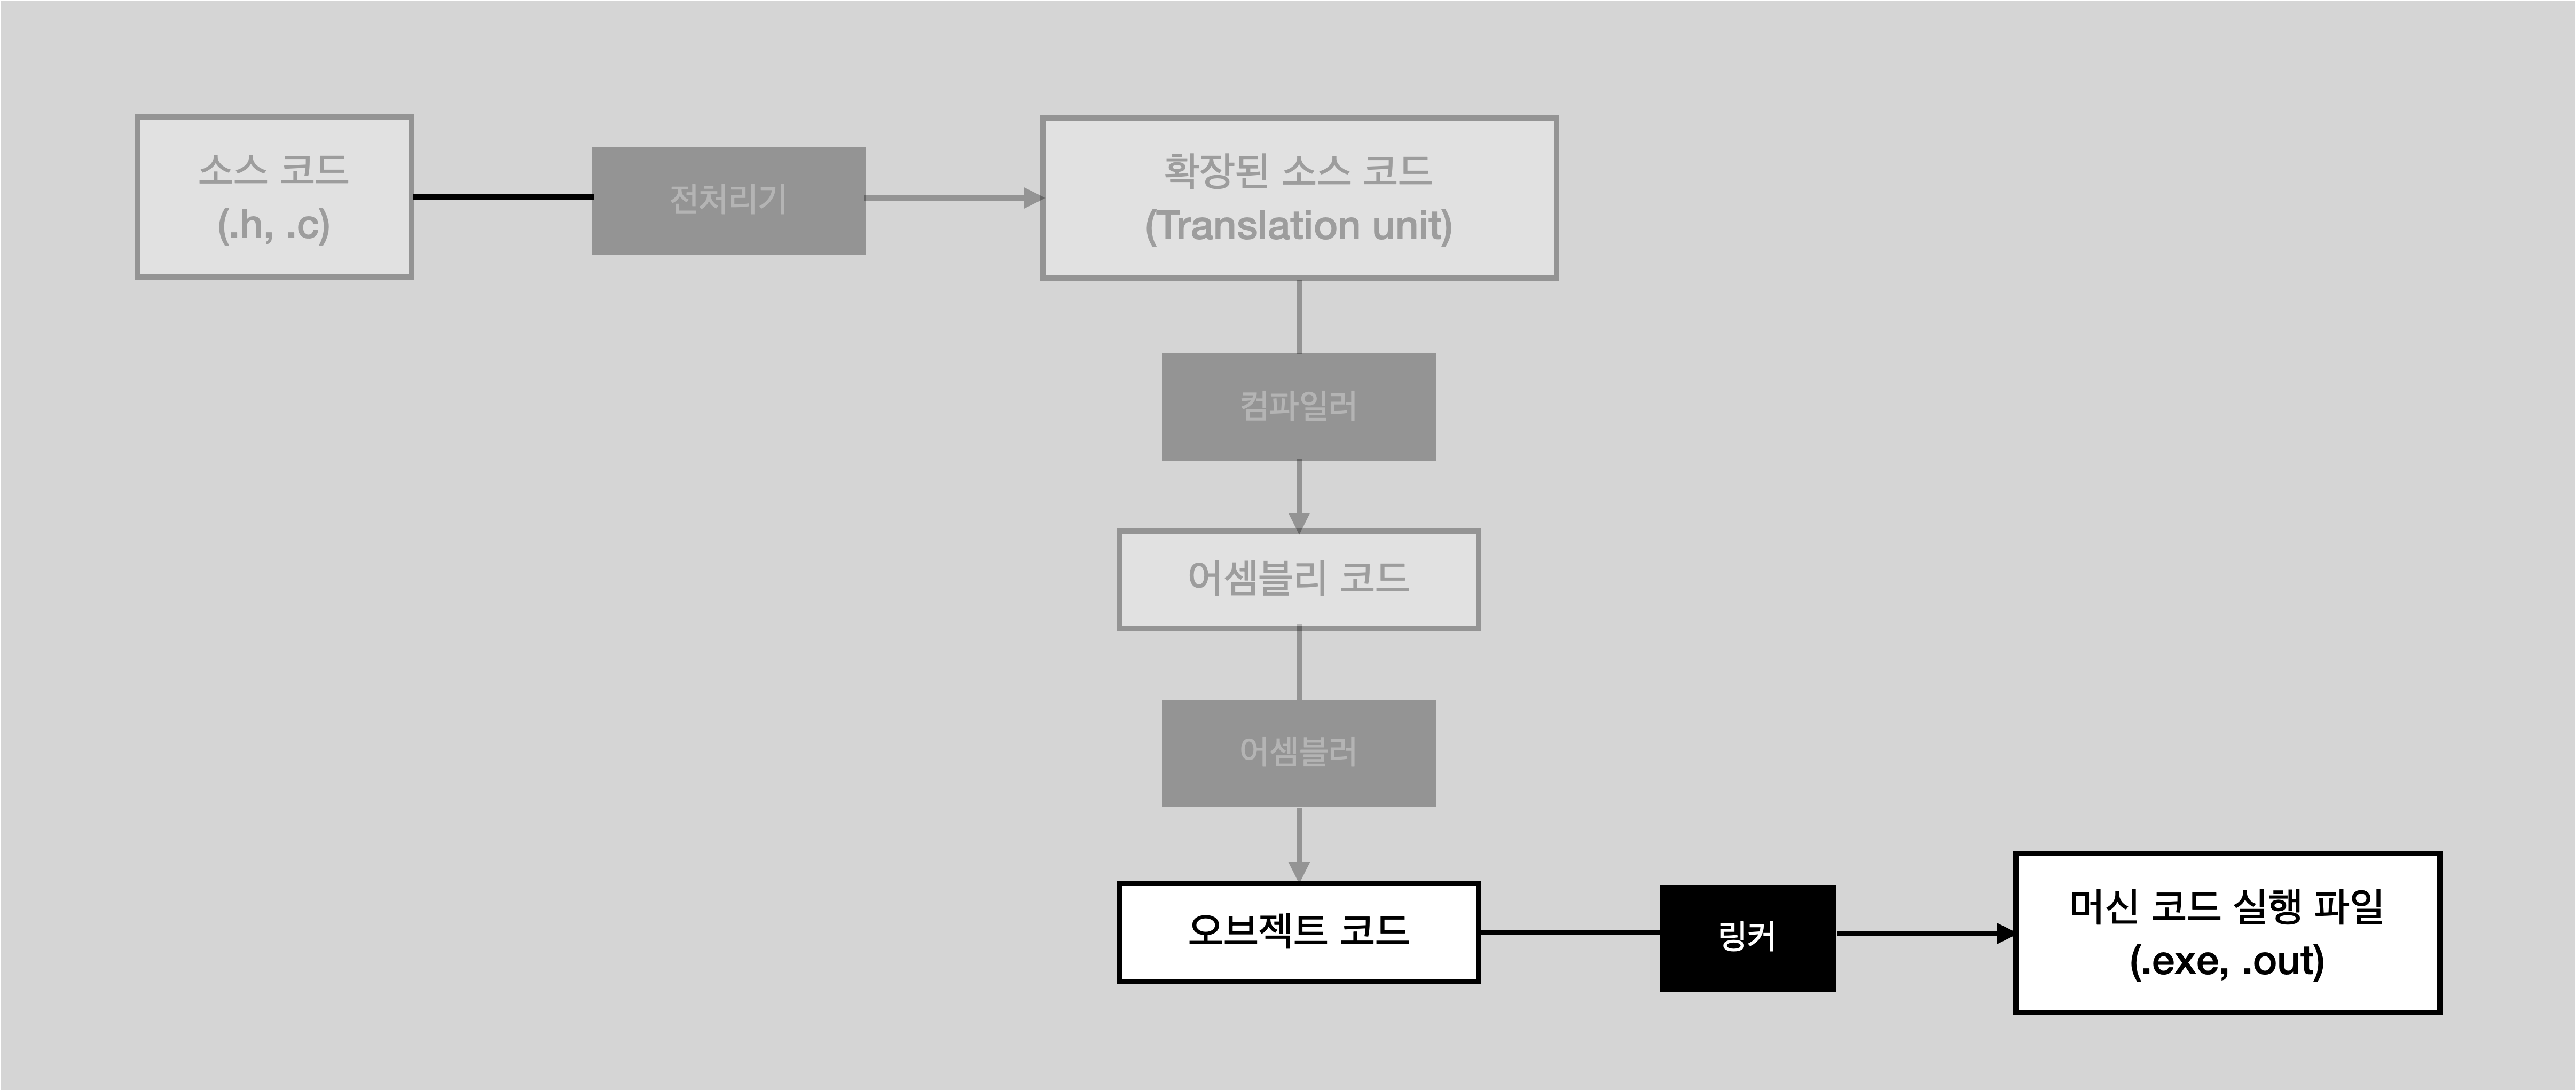 소스 코드
(.h, .c)
전처리기
확장된 소스 코드
(Translation unit)
컴파일러
어셈블리 코드
어셈블러
오브젝트 코드
링커
머신 코드 실행 파일
(.exe, .out)